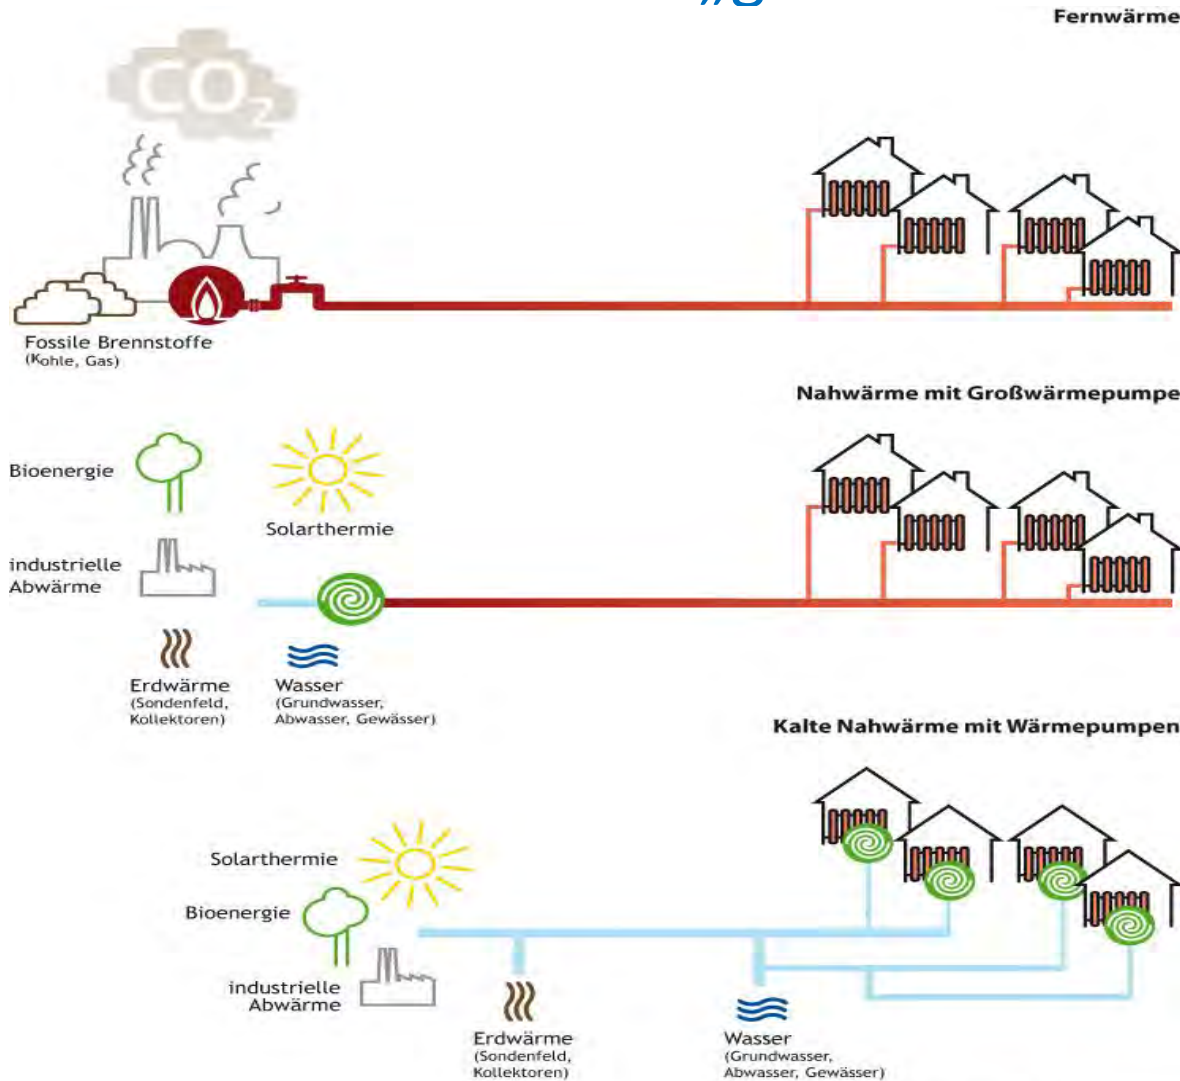 Fernwärme
CO2
Fossile Brennstoffe
(Kohle, Gas)
Nahwärme mit Großwärmepumpe
Bioenergie
Solarthermie
industrielle
Abwärme
Erdwärme
(Sondenfeld,
Kollektoren)
Wasser
(Grundwasser,
Abwasser, Gewässer)
Kalte Nahwärme mit Wärmepumpen
Solarthermie
Bioenergie
industrielle
Abwärme
Erdwärme
(Sondenfeld,
Kollektoren)
Wasser
(Grundwasser,
Abwasser, Gewässer)